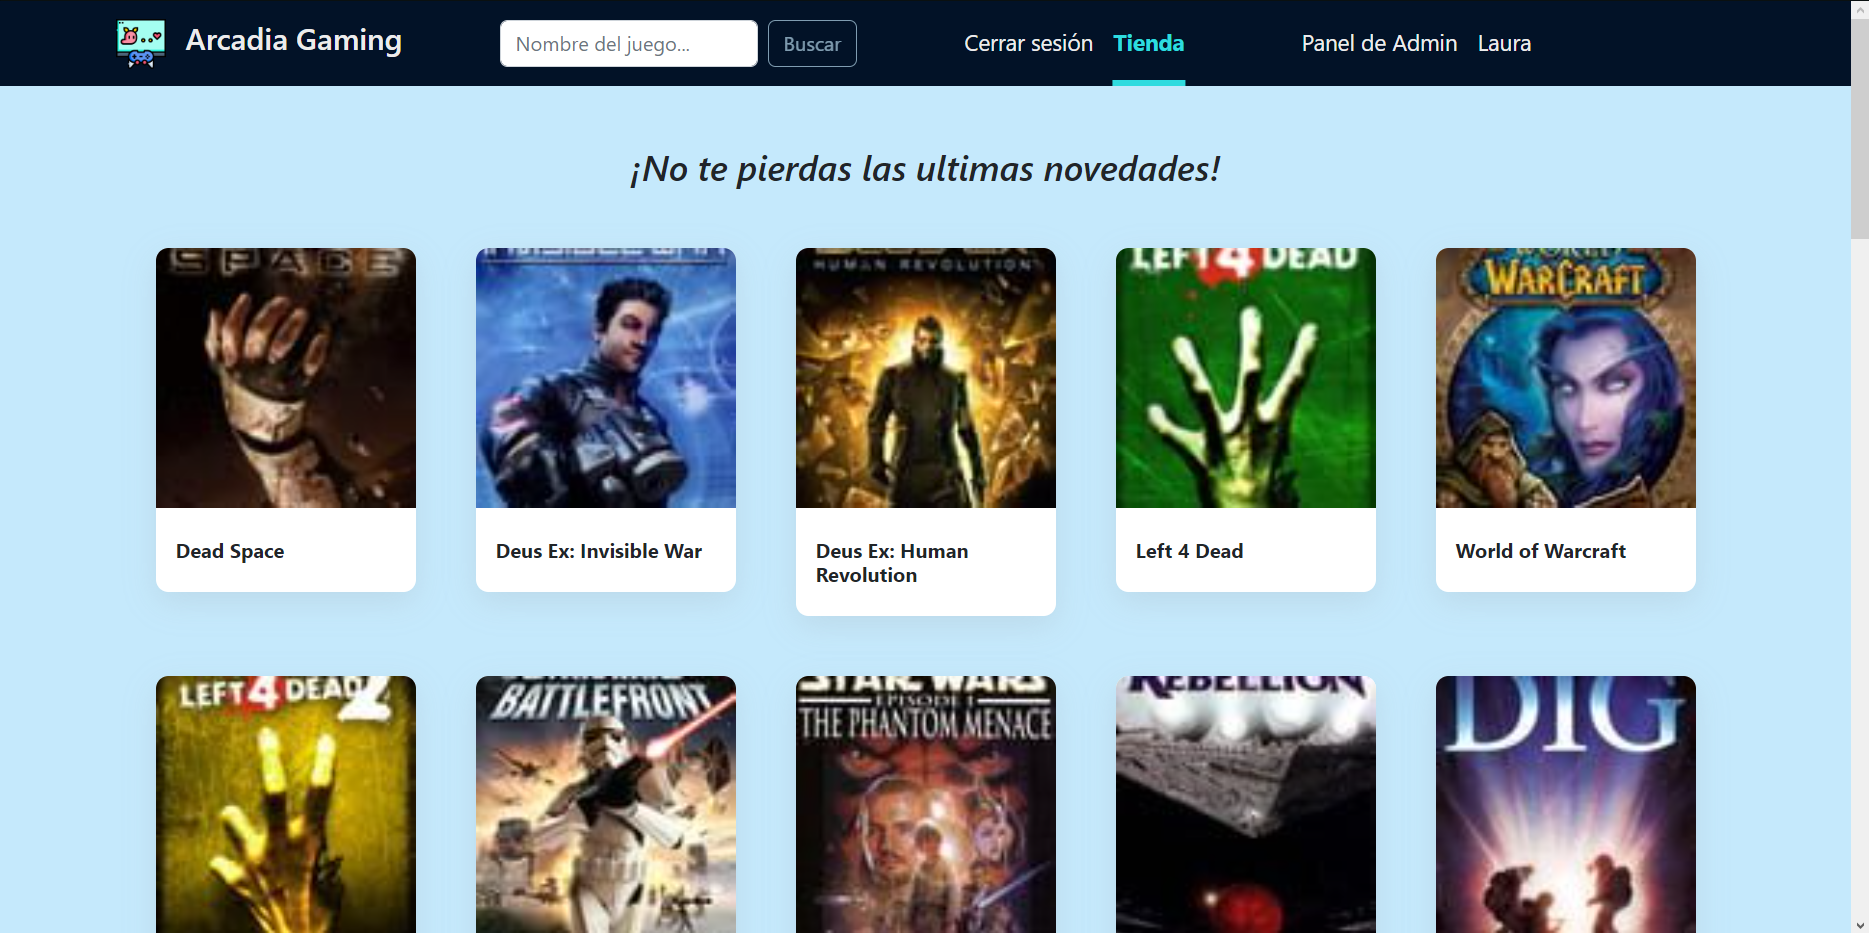 Arcadia Gaming
Nombre del juego...
Buscar
Cerrar sesión
Tienda
Panel de Admin
Laura
¡No te pierdas las ultimas novedades!
SPACE
HUMAN REVOLUTION
LEFT 4 DEAD
WARCRAFT
Dead Space
Deus Ex: Invisible War
Deus Ex: Human
Revolution
Left 4 Dead
World of Warcraft
LEFT 4 DEAD 2
BATTLEFRONT
STAR WARS
EPISODE I
THE PHANTOM MENACE
REBELLION
DIG